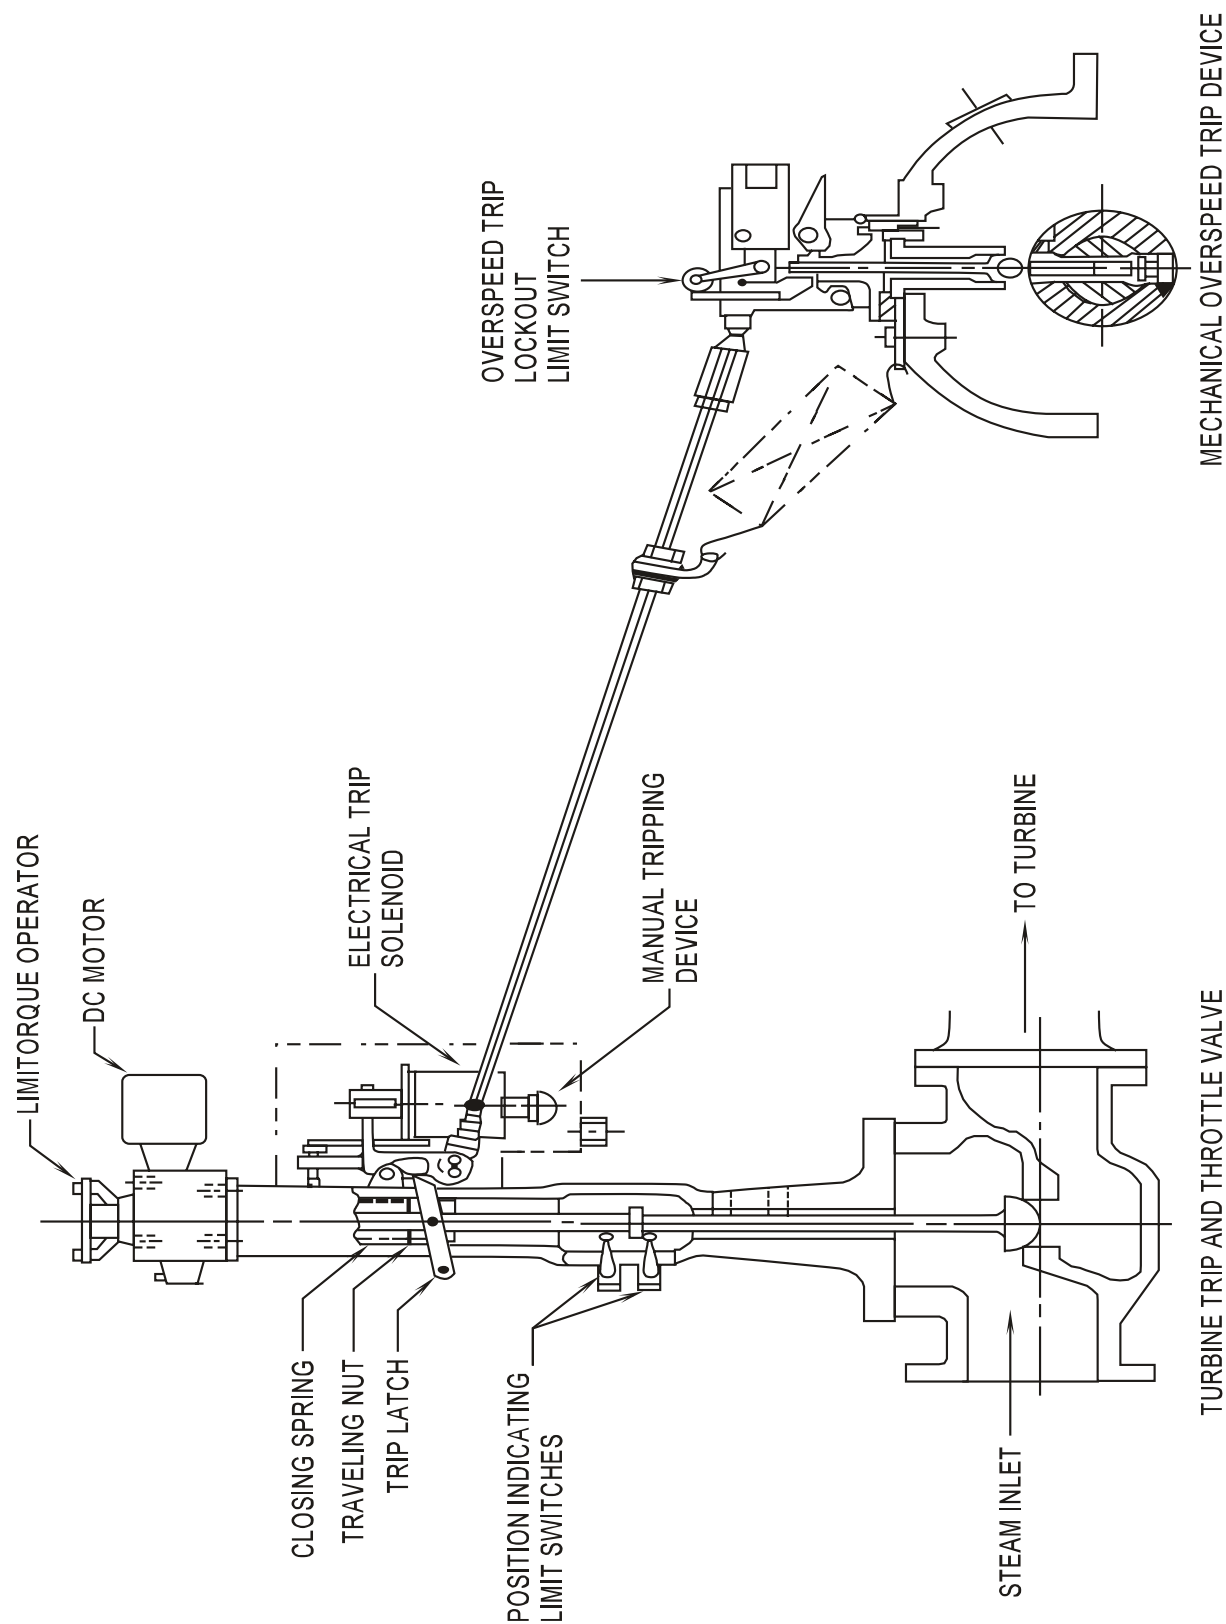 LIMITORQUE OPERATOR
DC MOTOR
ELECTRICAL TRIP
SOLENOID
MANUAL TRIPPING
DEVICE
CLOSING SPRING
TRAVELING NUT
TRIP LATCH
POSITION INDICATING
LIMIT SWITCHES
OVERSPEED TRIP
LOCKOUT
LIMIT SWITCH
STEAM INLET
TO TURBINE
TURBINE TRIP AND THROTTLE VALVE
MECHANICAL OVERSPEED TRIP DEVICE